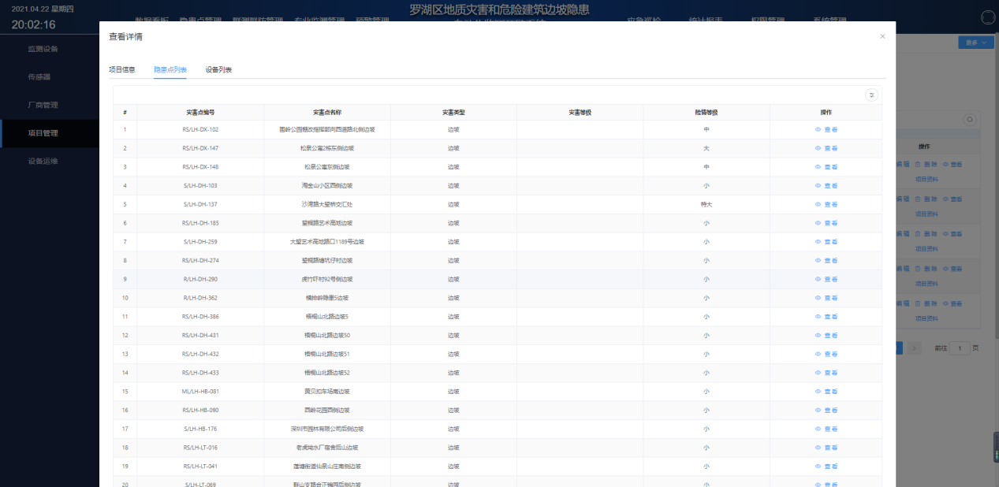 2021.04.22 星期四
20:02:16
罗湖区地质灾害和危险建筑边坡隐患
数据看板 隐患点管理 群测群防管理 专业监测管理 预警管理 应急巡检 统计报表 权限管理 系统管理
监测设备
传感器
厂商管理
项目管理
设备运维
查看详情
项目信息 隐患点列表 设备列表
更多
# 灾害点编号 灾害点名称 灾害类型 灾害等级 险情等级 操作
1 RS/LH-DX-102 围岭公园棚改指挥部向西道路北侧边坡 边坡 中 查看
2 RS/LH-DX-147 松泉公寓2栋东侧边坡 边坡 大 查看
3 RS/LH-DX-148 松泉公寓东侧边坡 边坡 中 查看
4 S/LH-DH-103 淘金山小区西侧边坡 边坡 小 查看
5 S/LH-DH-137 沙湾路大望桥交汇处 边坡 特大 查看
6 RS/LH-DH-185 望桐路艺术高地边坡 边坡 小 查看
7 S/LH-DH-259 大望艺术高地路口1189号边坡 边坡 小 查看
8 RS/LH-DH-274 望桐路塘坑仔村边坡 边坡 小 查看
9 R/LH-DH-290 虎竹吓村92号侧边坡 边坡 小 查看
10 R/LH-DH-362 横排岭隐患5边坡 边坡 小 查看
11 RS/LH-DH-386 梧桐山北路边坡5 边坡 小 查看
12 RS/LH-DH-431 梧桐山北路边坡50 边坡 小 查看
13 RS/LH-DH-432 梧桐山北路边坡51 边坡 小 查看
14 RS/LH-DH-433 梧桐山北路边坡52 边坡 小 查看
15 ML/LH-HB-081 黄贝扣车场南边坡 边坡 小 查看
16 RS/LH-HB-090 西岭花园西侧边坡 边坡 小 查看
17 S/LH-HB-176 深圳市园林有限公司后侧边坡 边坡 小 查看
18 RS/LH-LT-016 老虎坳水厂宿舍后山边坡 边坡 小 查看
19 RS/LH-LT-041 莲塘街道仙泉山庄南侧边坡 边坡 小 查看
20 S/LH-LT-069 边坡 小 查看
操作
编辑 删除 查看
项目资料
编辑 删除 查看
项目资料
编辑 删除 查看
项目资料
编辑 删除 查看
项目资料
编辑 删除 查看
项目资料
前往 1 页